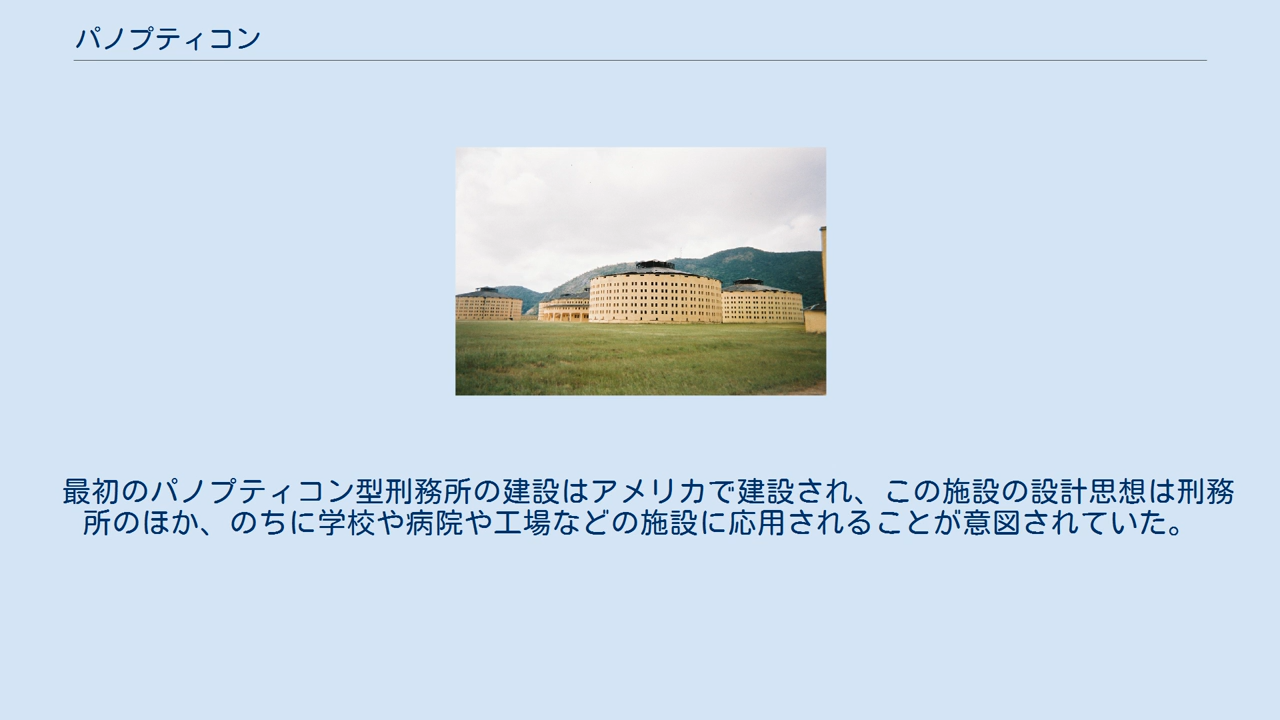 パノプティコン
最初のパノプティコン型刑務所の建設はアメリカで建設され、この施設の設計思想は刑務
所のほか、のちに学校や病院や工場などの施設に応用されることが意図されていた。